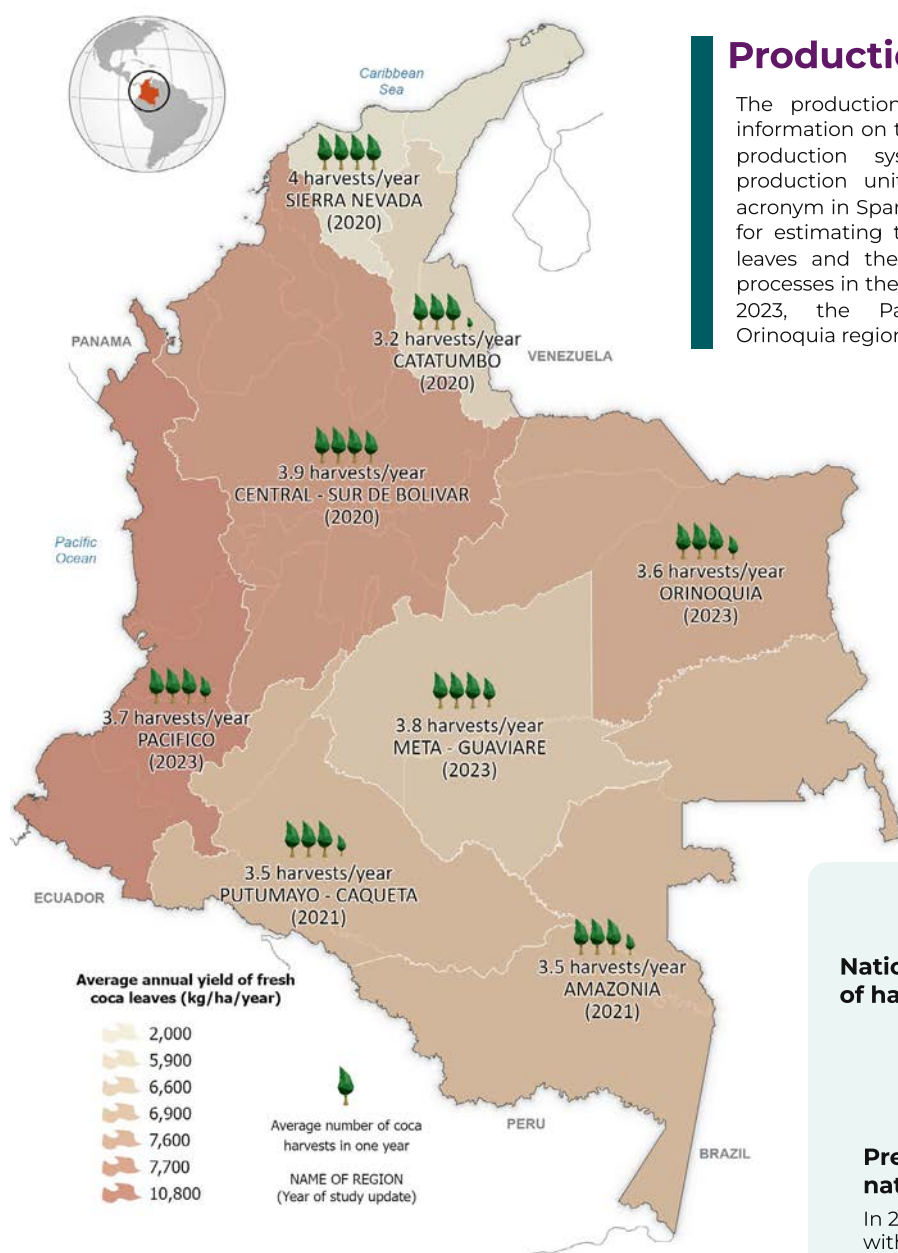 Caribbean
Sea
4 harvests/year
SIERRA NEVADA
(2020)
3.2 harvests/year
CATATUMBO
(2020)
PANAMA
VENEZUELA
3.9 harvests/year
CENTRAL - SUR DE BOLIVAR
(2020)
Pacific
Ocean
3.6 harvests/year
ORINOQUIA
(2023)
3.7 harvests/year
PACIFICO
(2023)
3.8 harvests/year
META - GUAVIARE
(2023)
3.5 harvests/year
PUTUMAYO - CAQUETA
(2021)
ECUADOR
3.5 harvests/year
AMAZONIA
(2021)
PERU
BRAZIL
Average annual yield of fresh
coca leaves (kg/ha/year)
2,000
5,900
6,600
6,900
7,600
7,700
10,800
Average number of coca
harvests in one year
NAME OF REGION
(Year of study update)
Productio
The production
information on t
production sys
production unit
acronym in Span
for estimating t
leaves and the
processes in the
2023, the Pa
Orinoquia region
Natio
of ha
Pre
nat
In 2
with